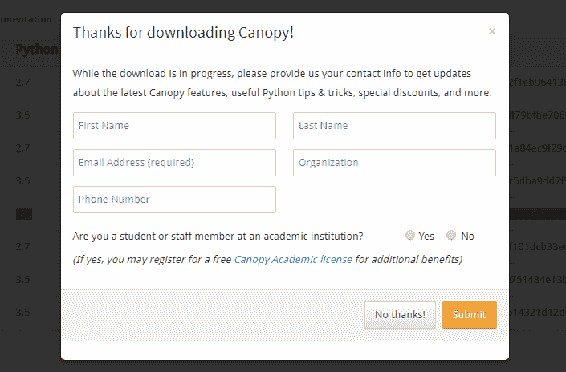 Python
Thanks for downloading Canopy!
×
While the download is in progress, please provide us your contact info to get updates
about the latest Canopy features, useful Python tips & tricks, special discounts, and more.
First Name
Last Name
Email Address (required)
Organization
Phone Number
Are you a student or staff member at an academic institution? Yes No
(If yes, you may register for a free Canopy Academic license for additional benefits)
No thanks! Submit
2.7
3.5
2.7
3.5
2.7
3.5
3.5